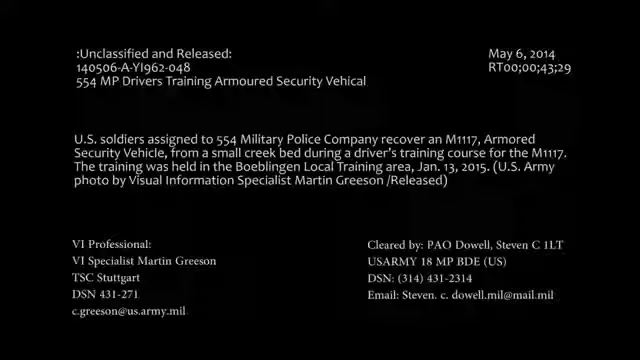 :Unclassified and Released:
May 6, 2014
140506-A-YI962-048
RT00;00;43;29
554 MP Drivers Training Armoured Security Vehical
U.S. soldiers assigned to 554 Military Police Company recover an M1117, Armored
Security Vehicle, from a small creek bed during a driver's training course for the M1117.
The training was held in the Boeblingen Local Training area, Jan. 13, 2015. (U.S. Army
photo by Visual Information Specialist Martin Greeson /Released)
VI Professional:
VI Specialist Martin Greeson
TSC Stuttgart
DSN 431-271
c.greeson@us.army.mil
Cleared by: PAO Dowell, Steven C 1LT
USARMY 18 MP BDE (US)
DSN: (314) 431-2314
Email: Steven. c. dowell.mil@mail.mil